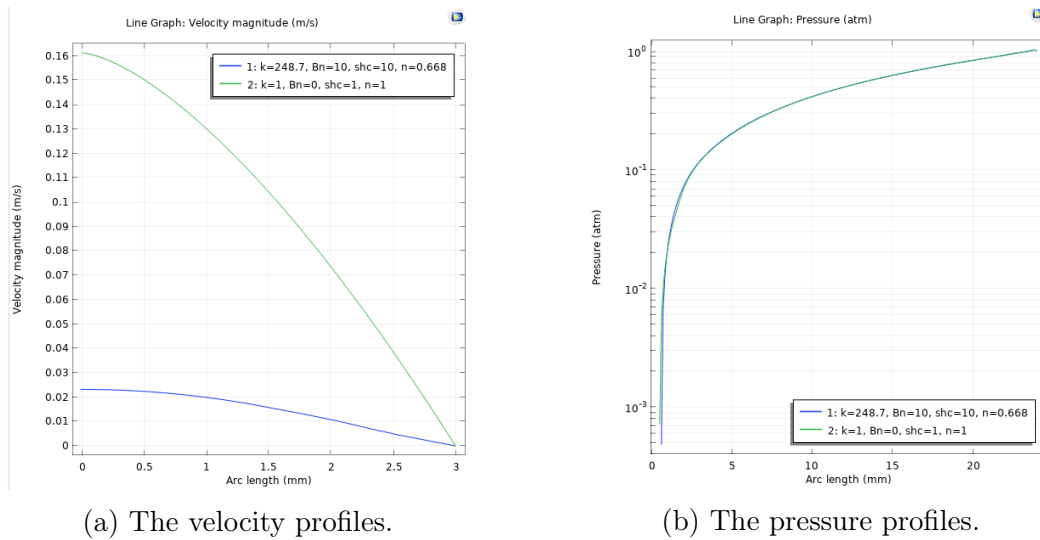 Line Graph: Velocity magnitude (m/s)
1: k=248.7, Bn=10, shc=10, n=0.668
2: k=1, Bn=0, shc=1, n=1
Velocity magnitude (m/s)
0.16
0.15
0.14
0.13
0.12
0.11
0.1
0.09
0.08
0.07
0.06
0.05
0.04
0.03
0.02
0.01
0
0 0.5 1 1.5 2 2.5 3
Arc length (mm)
(a) The velocity profiles.
Line Graph: Pressure (atm)
Pressure (atm)
10⁰
10⁻¹
10⁻²
10⁻³
1: k=248.7, Bn=10, shc=10, n=0.668
2: k=1, Bn=0, shc=1, n=1
0 5 10 15 20
Arc length (mm)
(b) The pressure profiles.